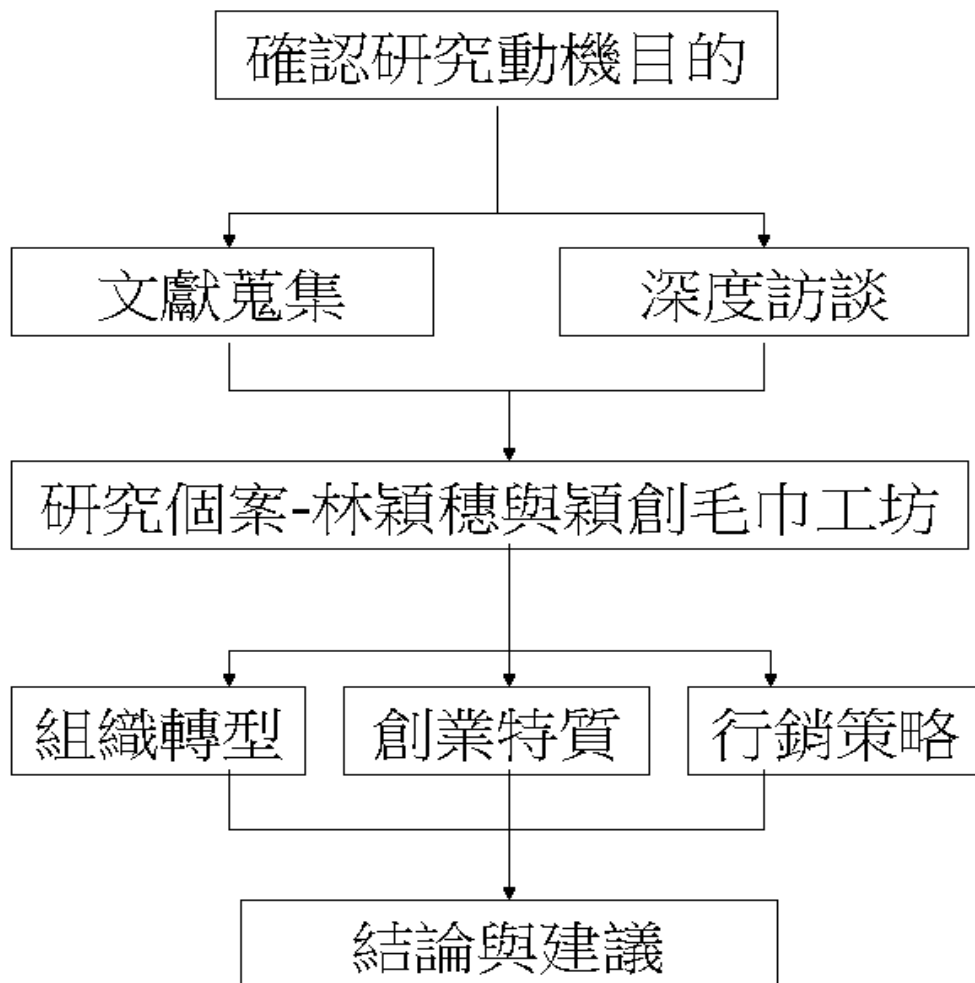 確認研究動機目的
文獻蒐集
深度訪談
研究個案-林穎穗與穎創毛巾工坊
組織轉型
創業特質
行銷策略
結論與建議